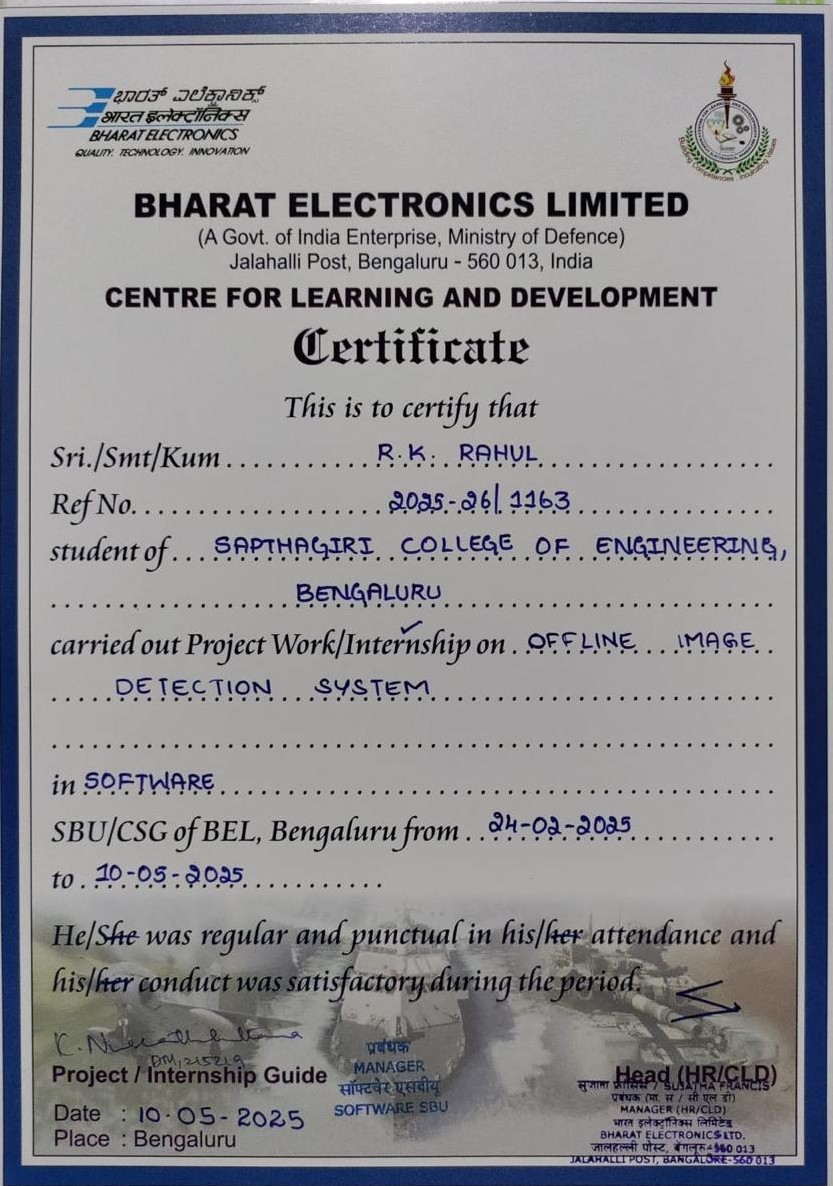 ಭಾರತ್ ಎಲೆಕ್ಟ್ರಾನಿಕ್ಸ್
भारत इलेक्ट्रॉनिक्स
BHARAT ELECTRONICS
QUALITY. TECHNOLOGY. INNOVATION
Building Competencies - Inculcating Values
BHARAT ELECTRONICS LIMITED
(A Govt. of India Enterprise, Ministry of Defence)
Jalahalli Post, Bengaluru - 560 013, India
CENTRE FOR LEARNING AND DEVELOPMENT
Certificate
This is to certify that
Sri./Smt/Kum R.K. RAHUL
Ref No. 2025-26/1163
student of SAPTHAGIRI COLLEGE OF ENGINEERING,
BENGALURU
carried out Project Work/Internship on OFFLINE IMAGE
DETECTION SYSTEM
in SOFTWARE
SBU/CSG of BEL, Bengaluru from 24-02-2025
to 10-05-2025
He/She was regular and punctual in his/her attendance and
his/her conduct was satisfactory during the period.
DM, 215219
Project / Internship Guide
Date : 10.05-2025
Place : Bengaluru
प्रबंधक
MANAGER
सॉफ्टवेर एसबीयू
SOFTWARE SBU
Head (HR/CLD)
सुजाता फ्रांसिस / SUJATHA FRANCIS
प्रबंधक (मा. सं / सी एल डी)
MANAGER (HR/CLD)
भारत इलेक्ट्रॉनिक्स लिमिटेड
BHARAT ELECTRONICS LTD.
जालहल्ली पोस्ट, बेंगलूरु-560 013
JALAHALLI POST, BANGALORE-560 013